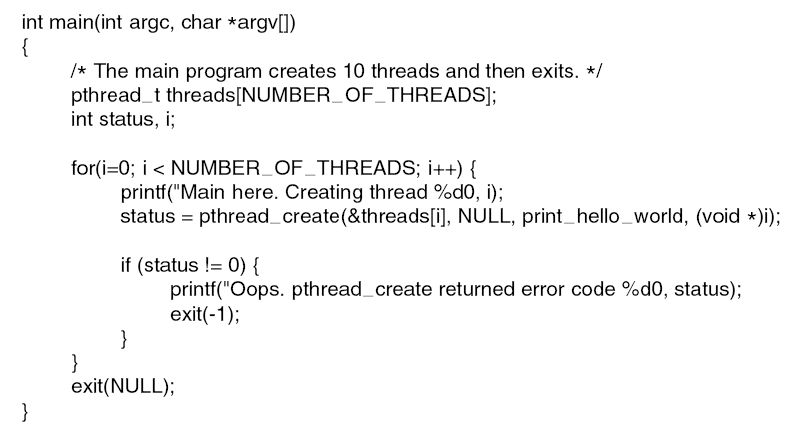 int main(int argc, char *argv[])
{
/* The main program creates 10 threads and then exits. */
pthread_t threads[NUMBER_OF_THREADS];
int status, i;
for(i=0; i < NUMBER_OF_THREADS; i++) {
printf("Main here. Creating thread %d0, i);
status = pthread_create(&threads[i], NULL, print_hello_world, (void *)i);
if (status != 0) {
printf("Oops. pthread_create returned error code %d0, status);
exit(-1);
}
}
exit(NULL);
}